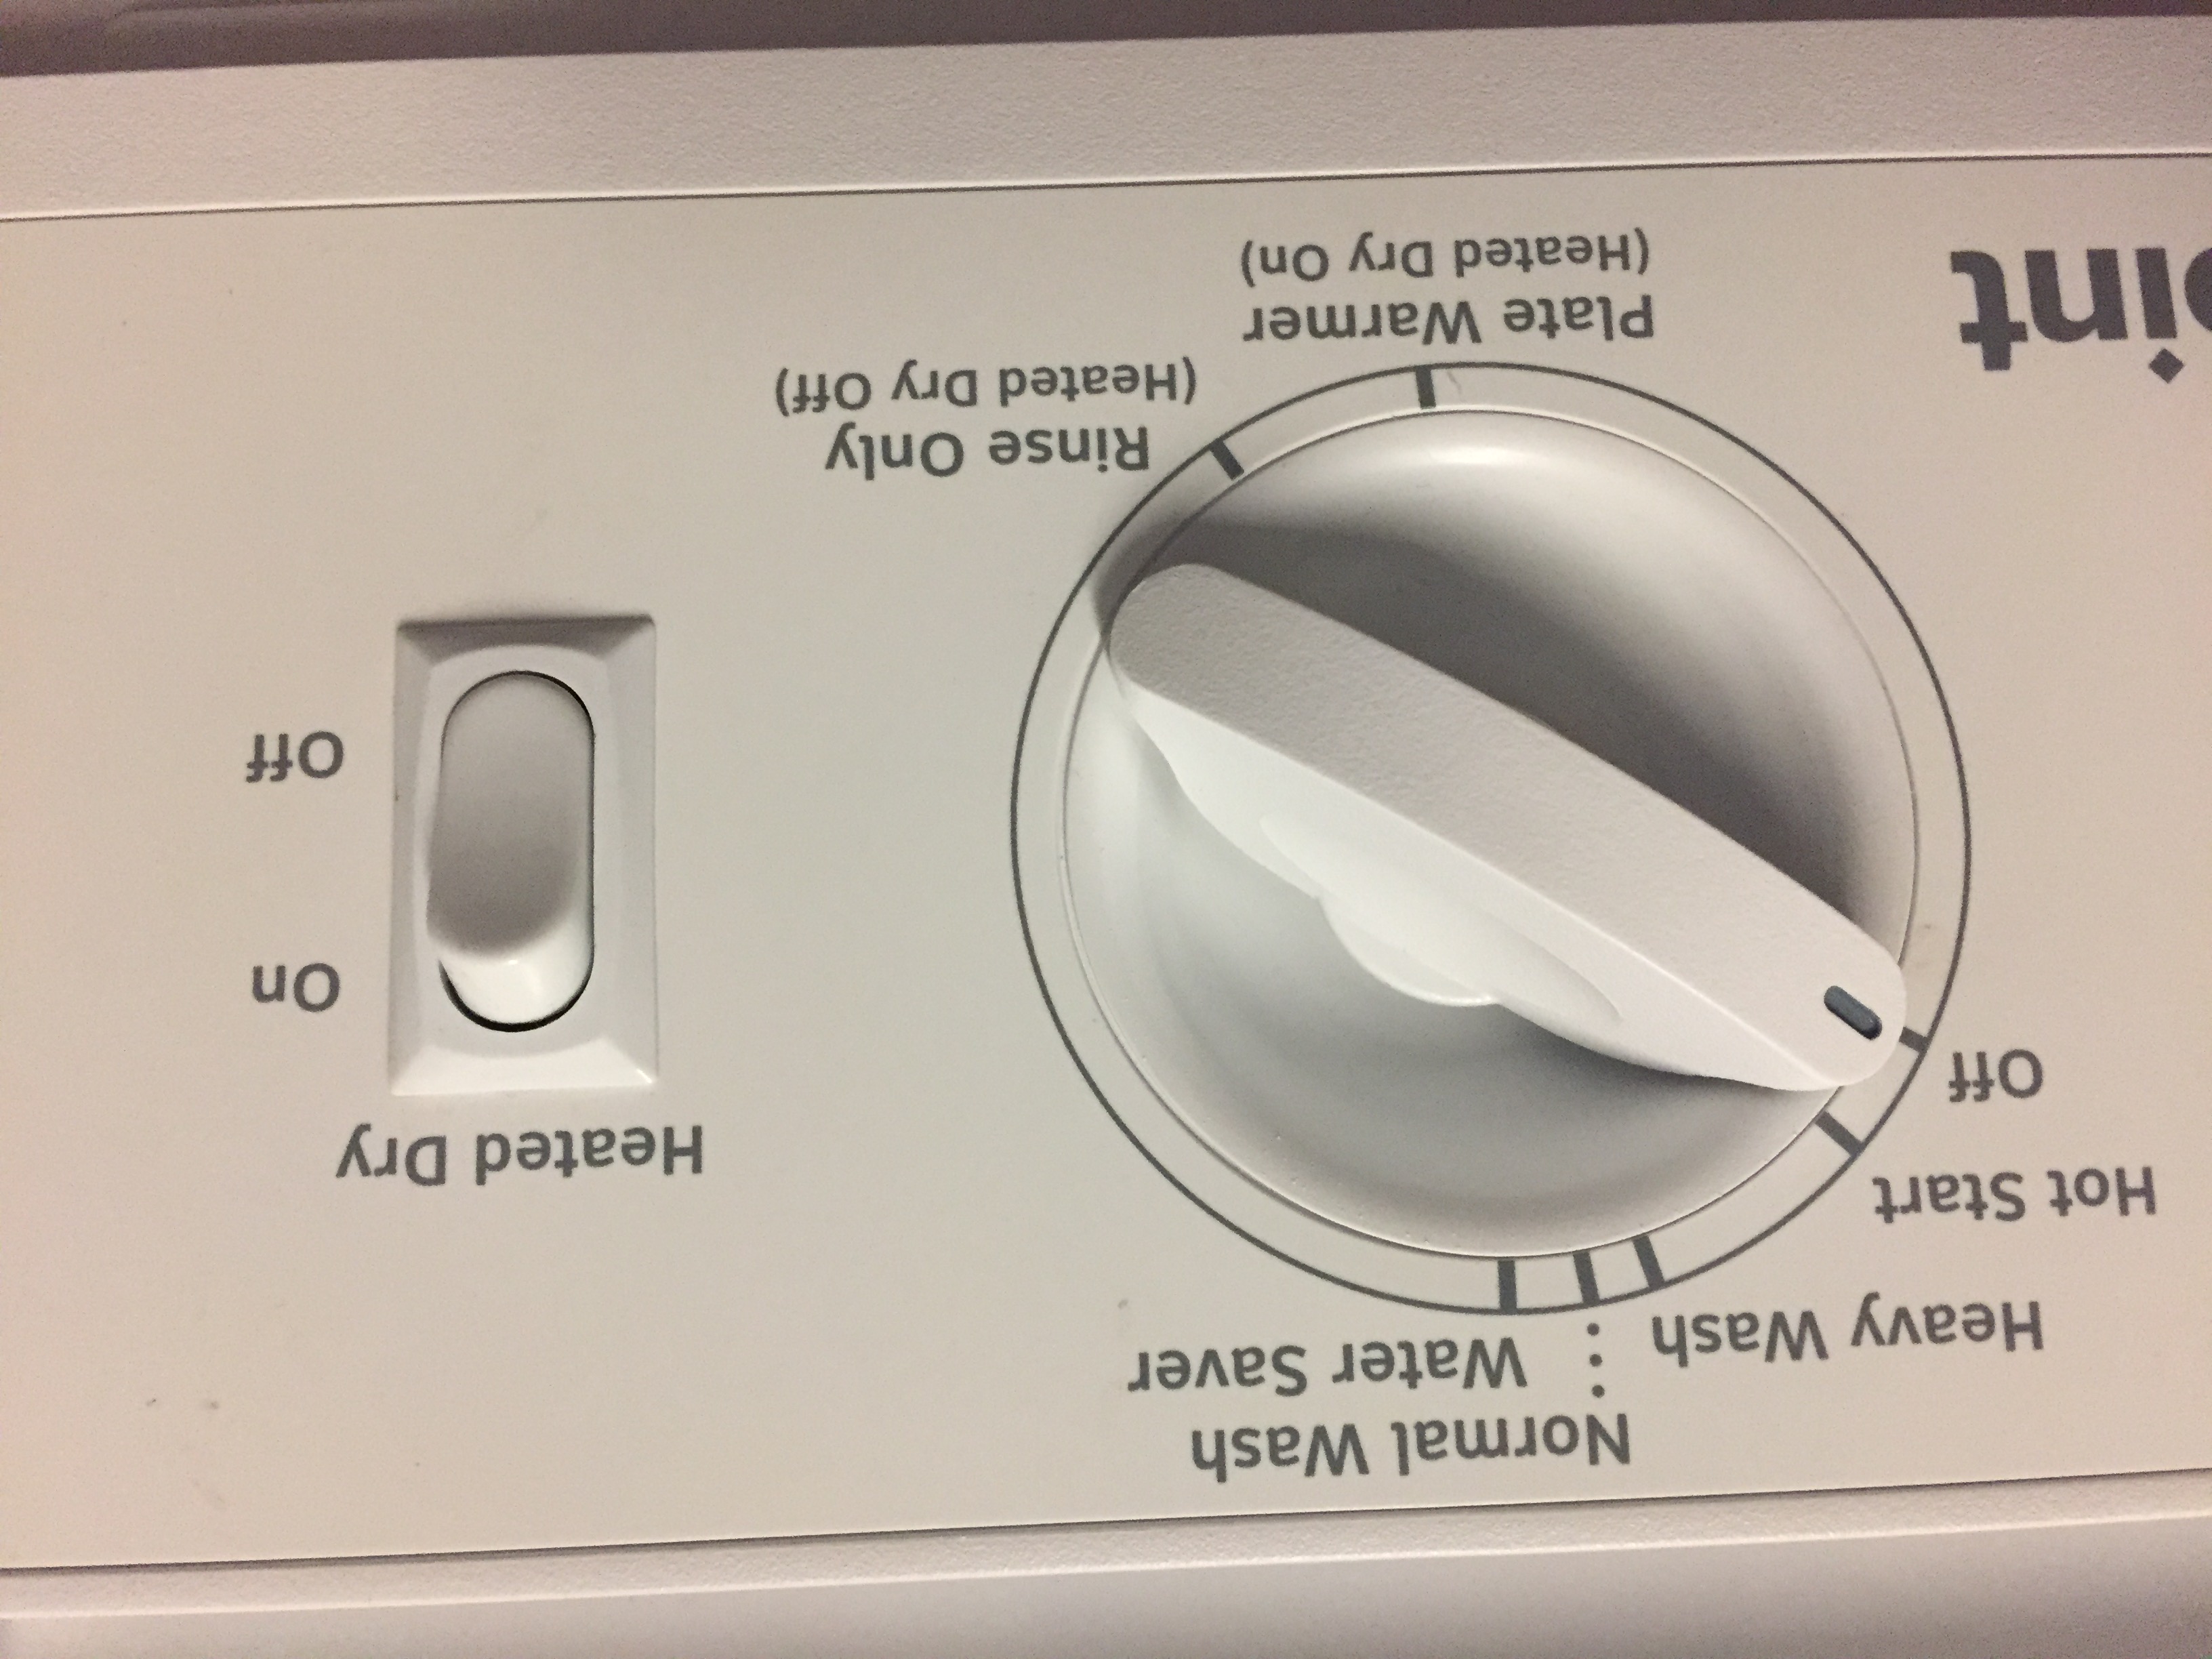 Normal Wash
Heavy Wash
Water Saver
Hot Start
Off
Heated Dry
On
Off
Rinse Only
(Heated Dry Off)
Plate Warmer
(Heated Dry On)